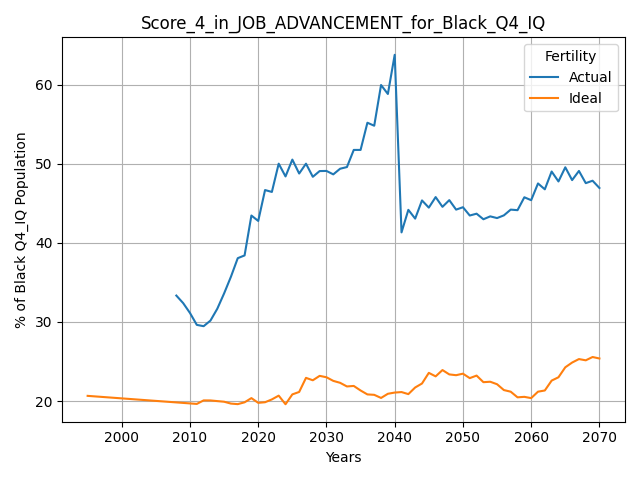 Score_4_in_JOB_ADVANCEMENT_for_Black_Q4_IQ
Fertility
Actual
Ideal
% of Black Q4_IQ Population
60
50
40
30
20
2000
2010
2020
2030
2040
2050
2060
2070
Years